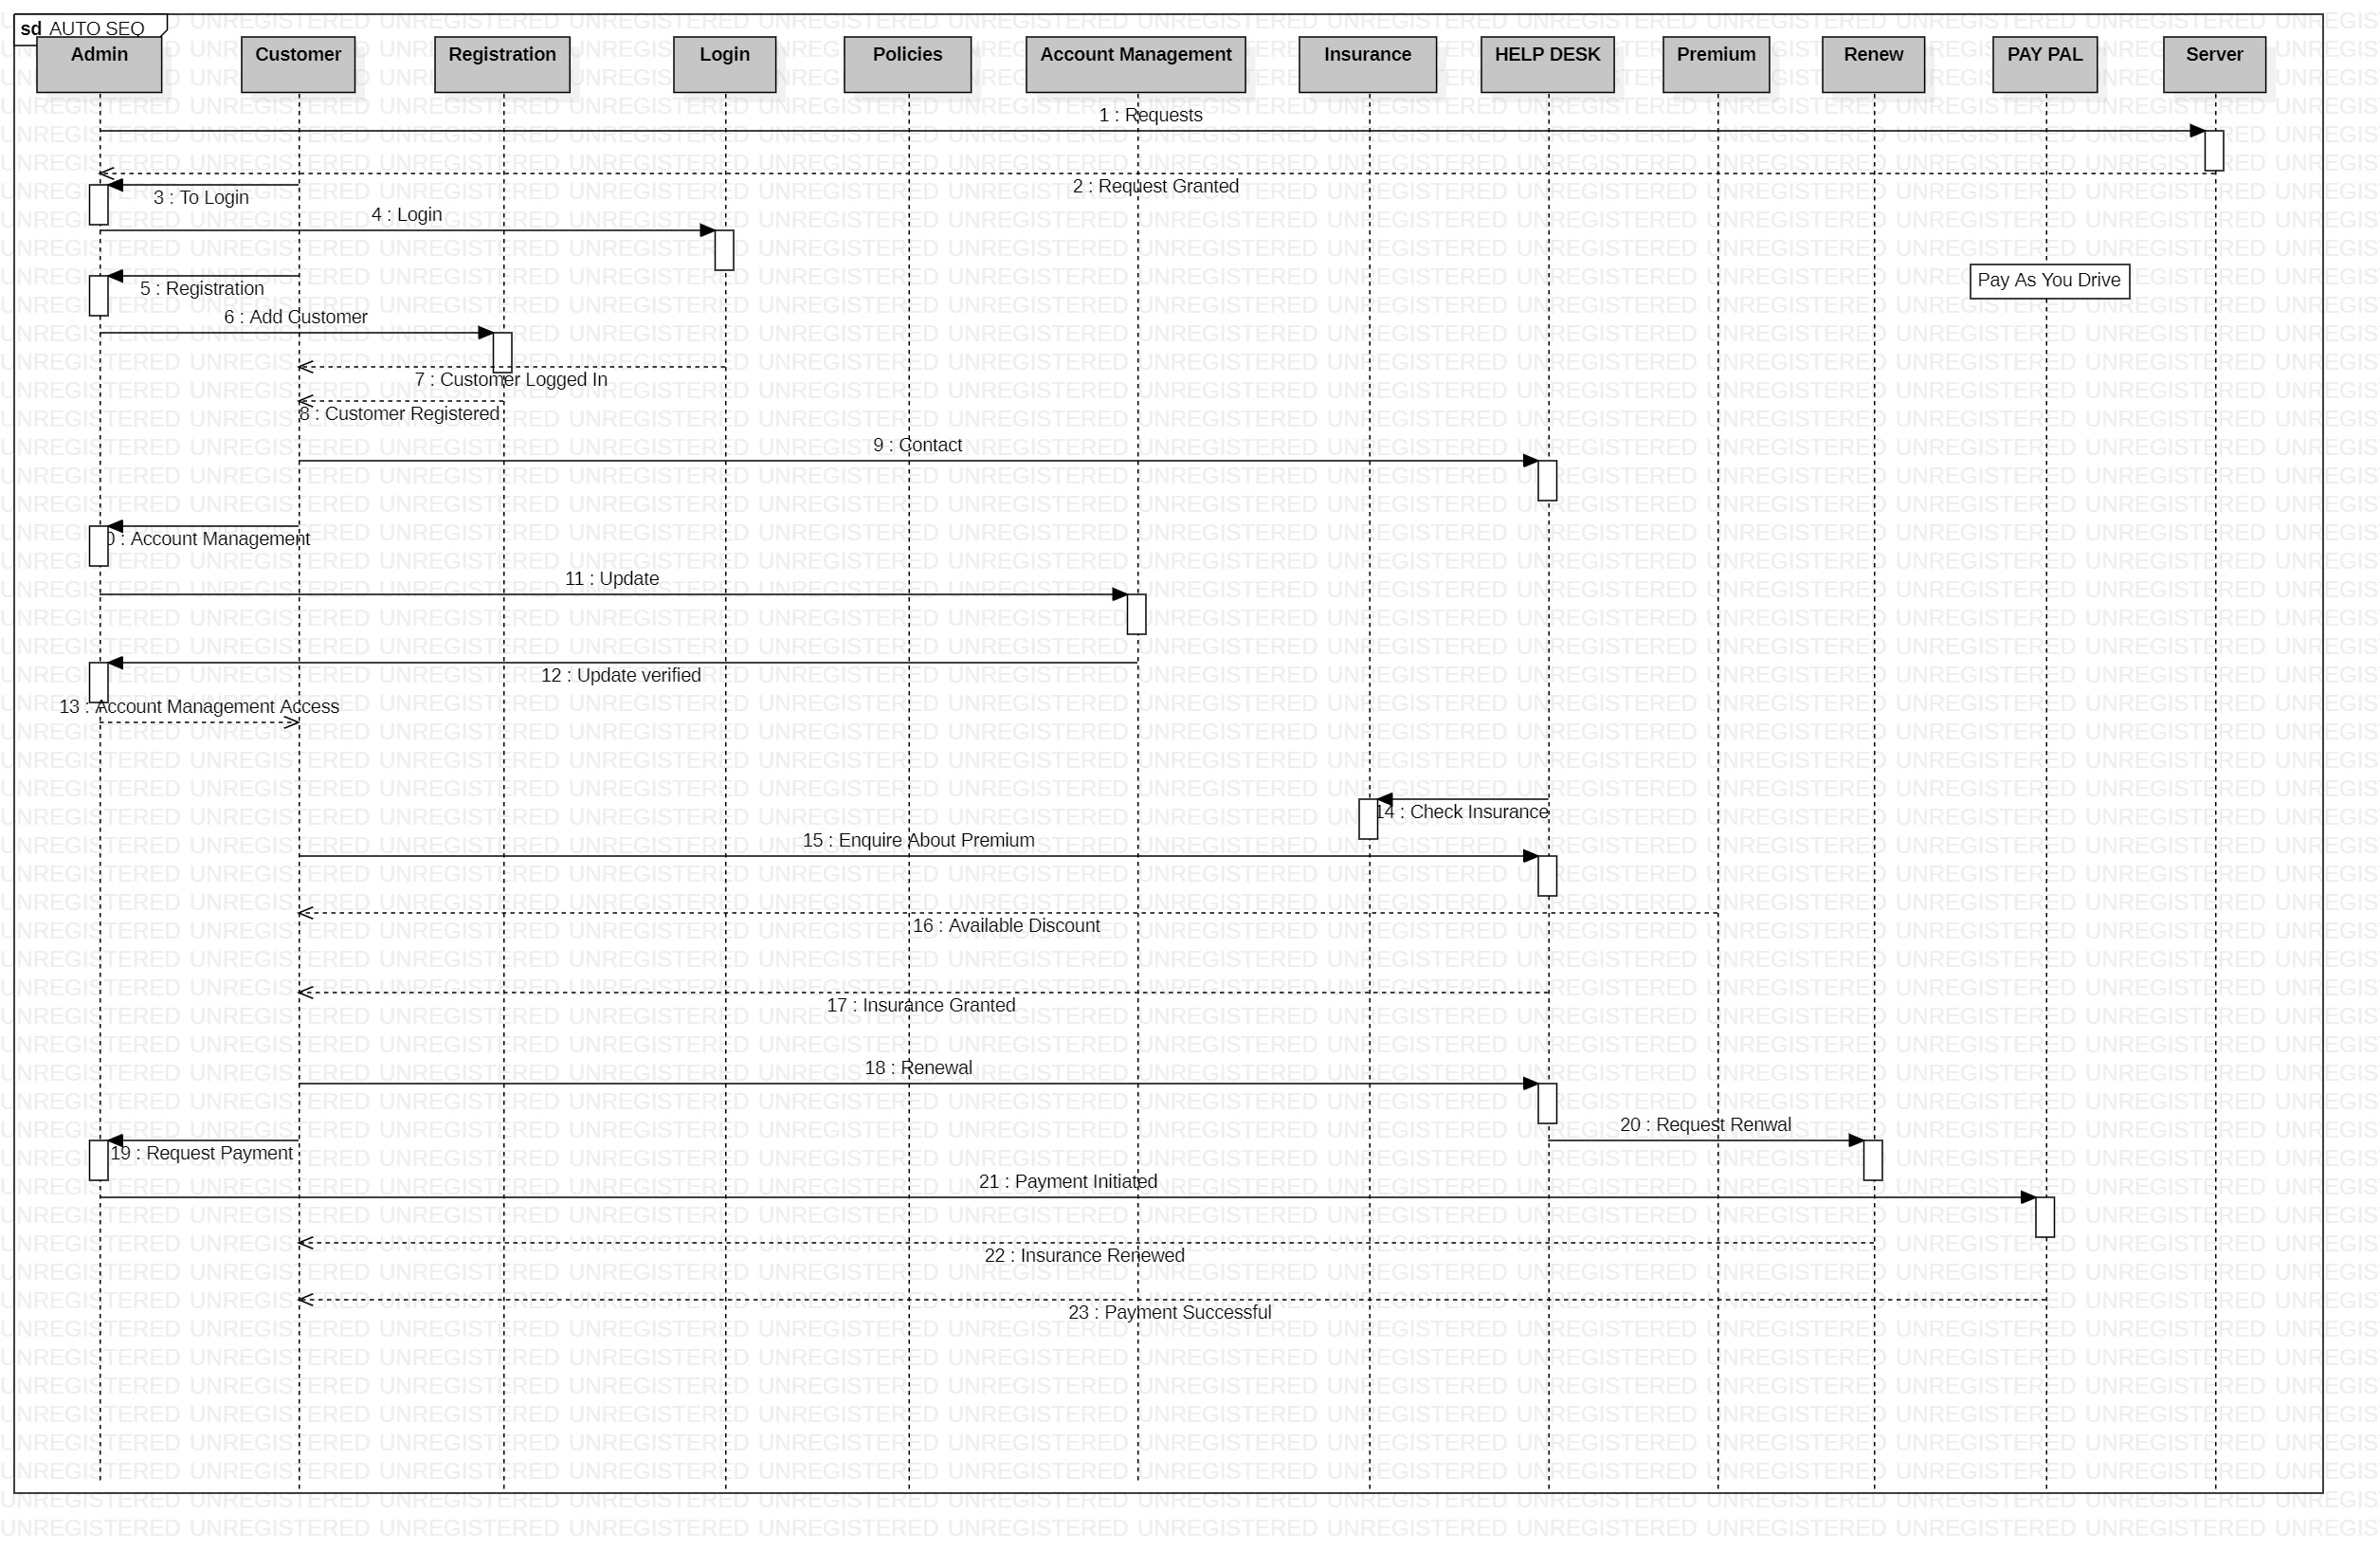 sd AUTO SEQ
Admin
Customer
Registration
Login
Policies
Account Management
Insurance
HELP DESK
Premium
Renew
PAY PAL
Server
1 : Requests
2 : Request Granted
3 : To Login
4 : Login
5 : Registration
Pay As You Drive
6 : Add Customer
7 : Customer Logged In
8 : Customer Registered
9 : Contact
0 : Account Management
11 : Update
12 : Update verified
13 : Account Management Access
14 : Check Insurance
15 : Enquire About Premium
16 : Available Discount
17 : Insurance Granted
18 : Renewal
20 : Request Renwal
19 : Request Payment
21 : Payment Initiated
22 : Insurance Renewed
23 : Payment Successful
UNREGISTERED